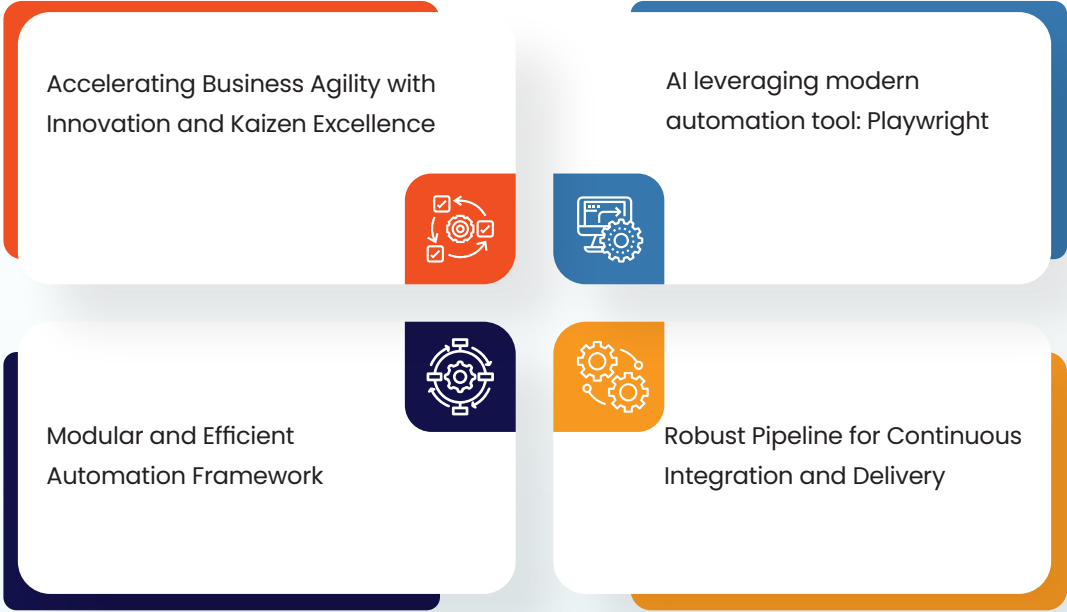 Accelerating Business Agility with
Innovation and Kaizen Excellence
AI leveraging modern
automation tool: Playwright
Modular and Efficient
Automation Framework
Robust Pipeline for Continuous
Integration and Delivery